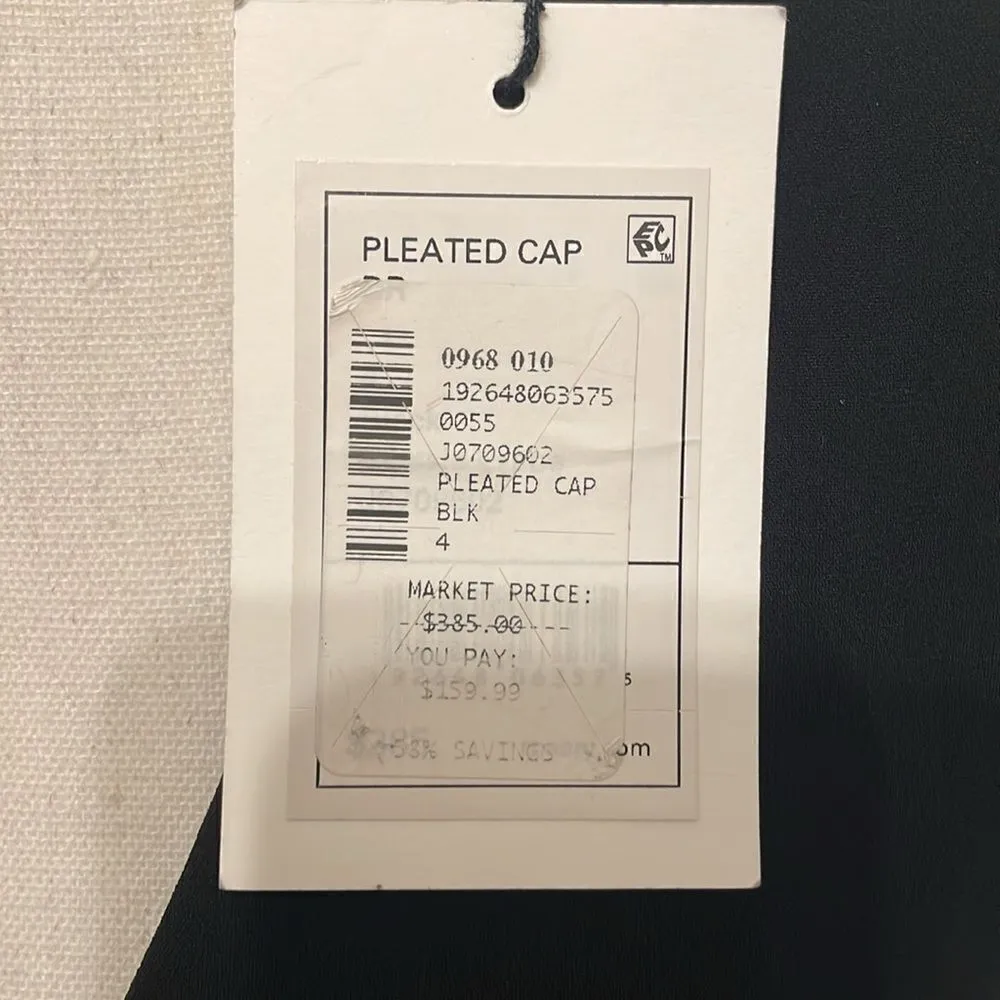 PLEATED CAP
EPC
TM
0968 010
192648063575
0055
J0709602
PLEATED CAP
BLK
4
MARKET PRICE:
$385.00
YOU PAY:
$159.99
58% SAVINGS